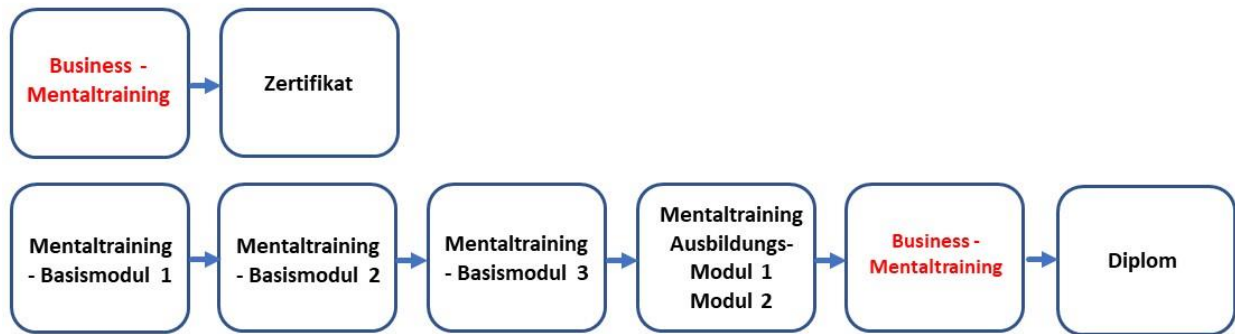 Business -
Mentaltraining
Zertifikat
Mentaltraining
- Basismodul 1
Mentaltraining
- Basismodul 2
Mentaltraining
- Basismodul 3
Mentaltraining
Ausbildungs-
Modul 1
Modul 2
Business -
Mentaltraining
Diplom